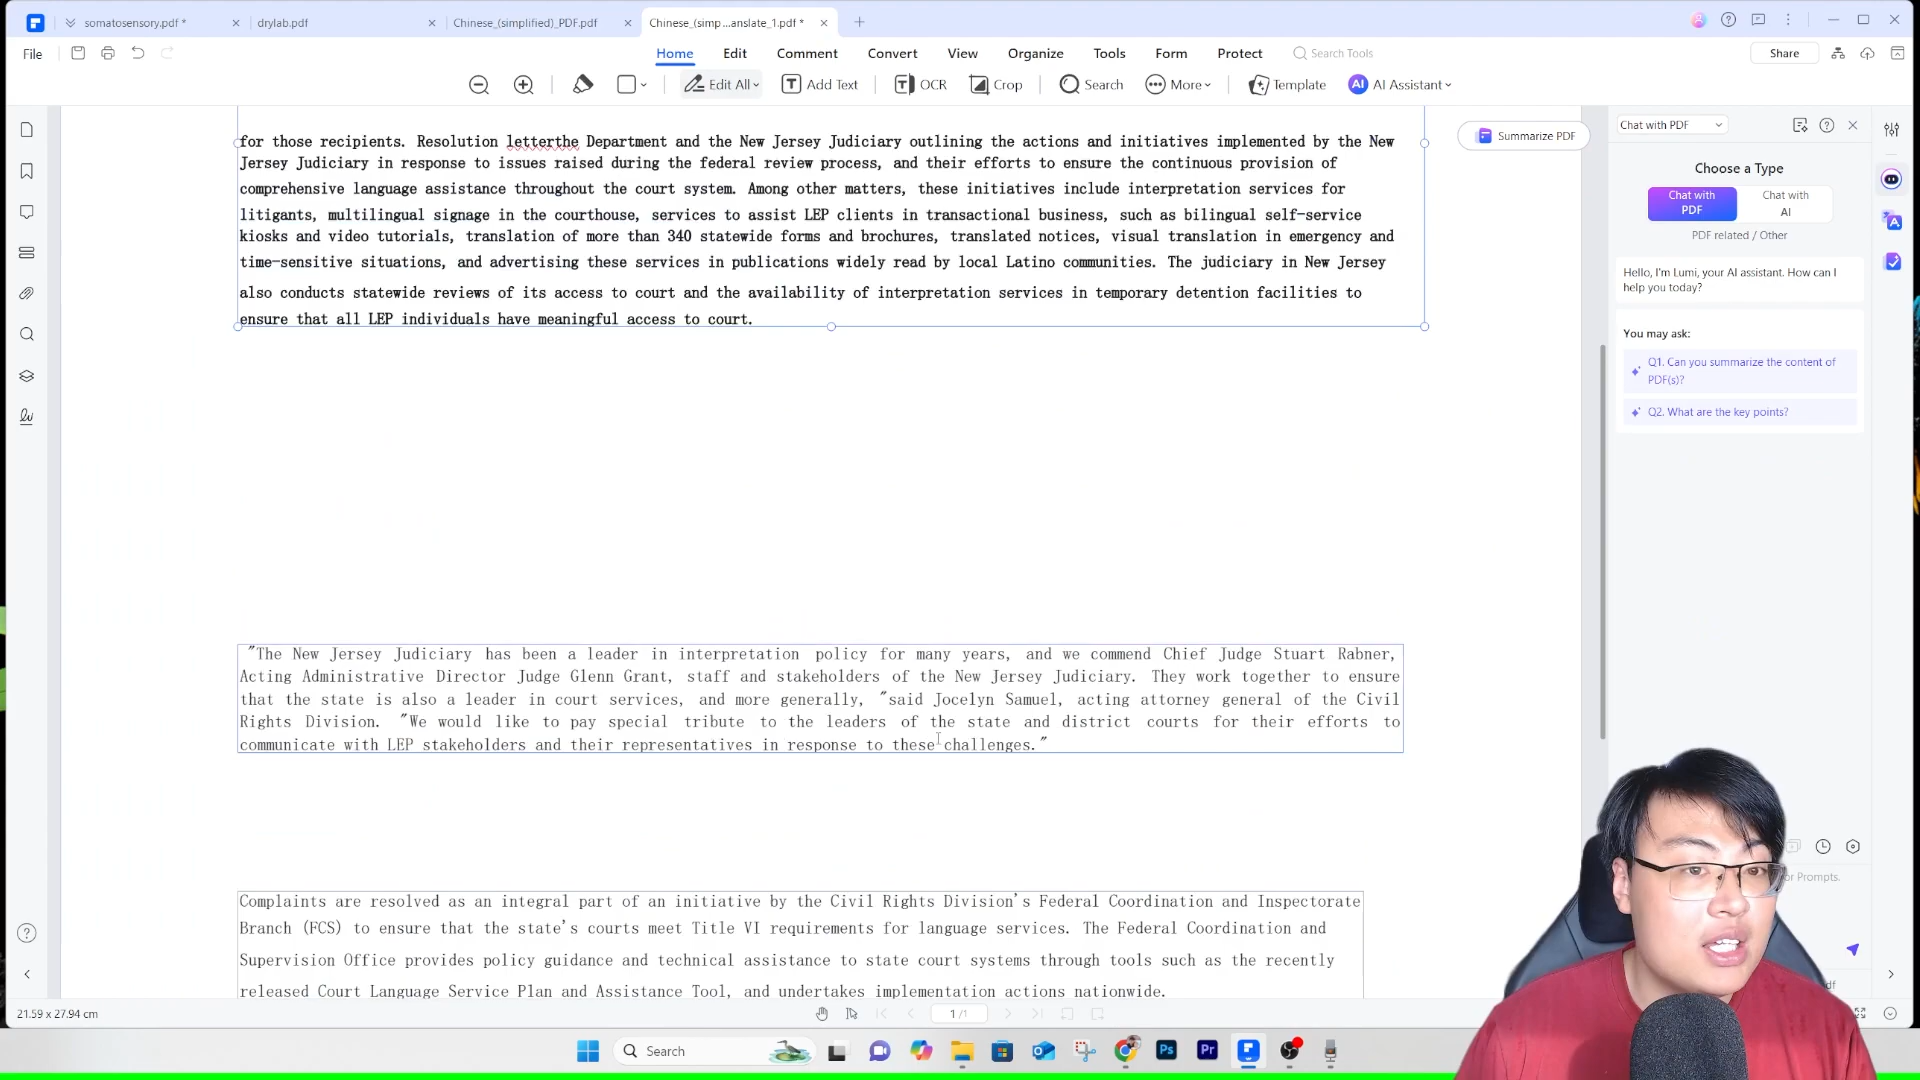 somatosensory.pdf *
drylab.pdf
Chinese_(simplified)_PDF.pdf
Chinese_(simp...anslate_1.pdf *
File
Home
Edit
Comment
Convert
View
Organize
Tools
Form
Protect
Search Tools
Share
Edit All
Add Text
OCR
Crop
Search
More
Template
AI
AI Assistant
for those recipients. Resolution letterthe Department and the New Jersey Judiciary outlining the actions and initiatives implemented by the New
Jersey Judiciary in response to issues raised during the federal review process, and their efforts to ensure the continuous provision of
comprehensive language assistance throughout the court system. Among other matters, these initiatives include interpretation services for
litigants, multilingual signage in the courthouse, services to assist LEP clients in transactional business, such as bilingual self-service
kiosks and video tutorials, translation of more than 340 statewide forms and brochures, translated notices, visual translation in emergency and
time-sensitive situations, and advertising these services in publications widely read by local Latino communities. The judiciary in New Jersey
also conducts statewide reviews of its access to court and the availability of interpretation services in temporary detention facilities to
ensure that all LEP individuals have meaningful access to court.
"The New Jersey Judiciary has been a leader in interpretation policy for many years, and we commend Chief Judge Stuart Rabner,
Acting Administrative Director Judge Glenn Grant, staff and stakeholders of the New Jersey Judiciary. They work together to ensure
that the state is also a leader in court services, and more generally, "said Jocelyn Samuel, acting attorney general of the Civil
Rights Division. "We would like to pay special tribute to the leaders of the state and district courts for their efforts to
communicate with LEP stakeholders and their representatives in response to these challenges."
Complaints are resolved as an integral part of an initiative by the Civil Rights Division's Federal Coordination and Inspectorate
Branch (FCS) to ensure that the state's courts meet Title VI requirements for language services. The Federal Coordination and
Supervision Office provides policy guidance and technical assistance to state court systems through tools such as the recently
released Court Language Service Plan and Assistance Tool, and undertakes implementation actions nationwide.
Summarize PDF
Chat with PDF
Choose a Type
Chat with
PDF
Chat with
AI
PDF related / Other
Hello, I'm Lumi, your AI assistant. How can I
help you today?
You may ask:
Q1. Can you summarize the content of
PDF(s)?
Q2. What are the key points?
or Prompts.
21.59 x 27.94 cm
1 /1
Search
Ps
Pr